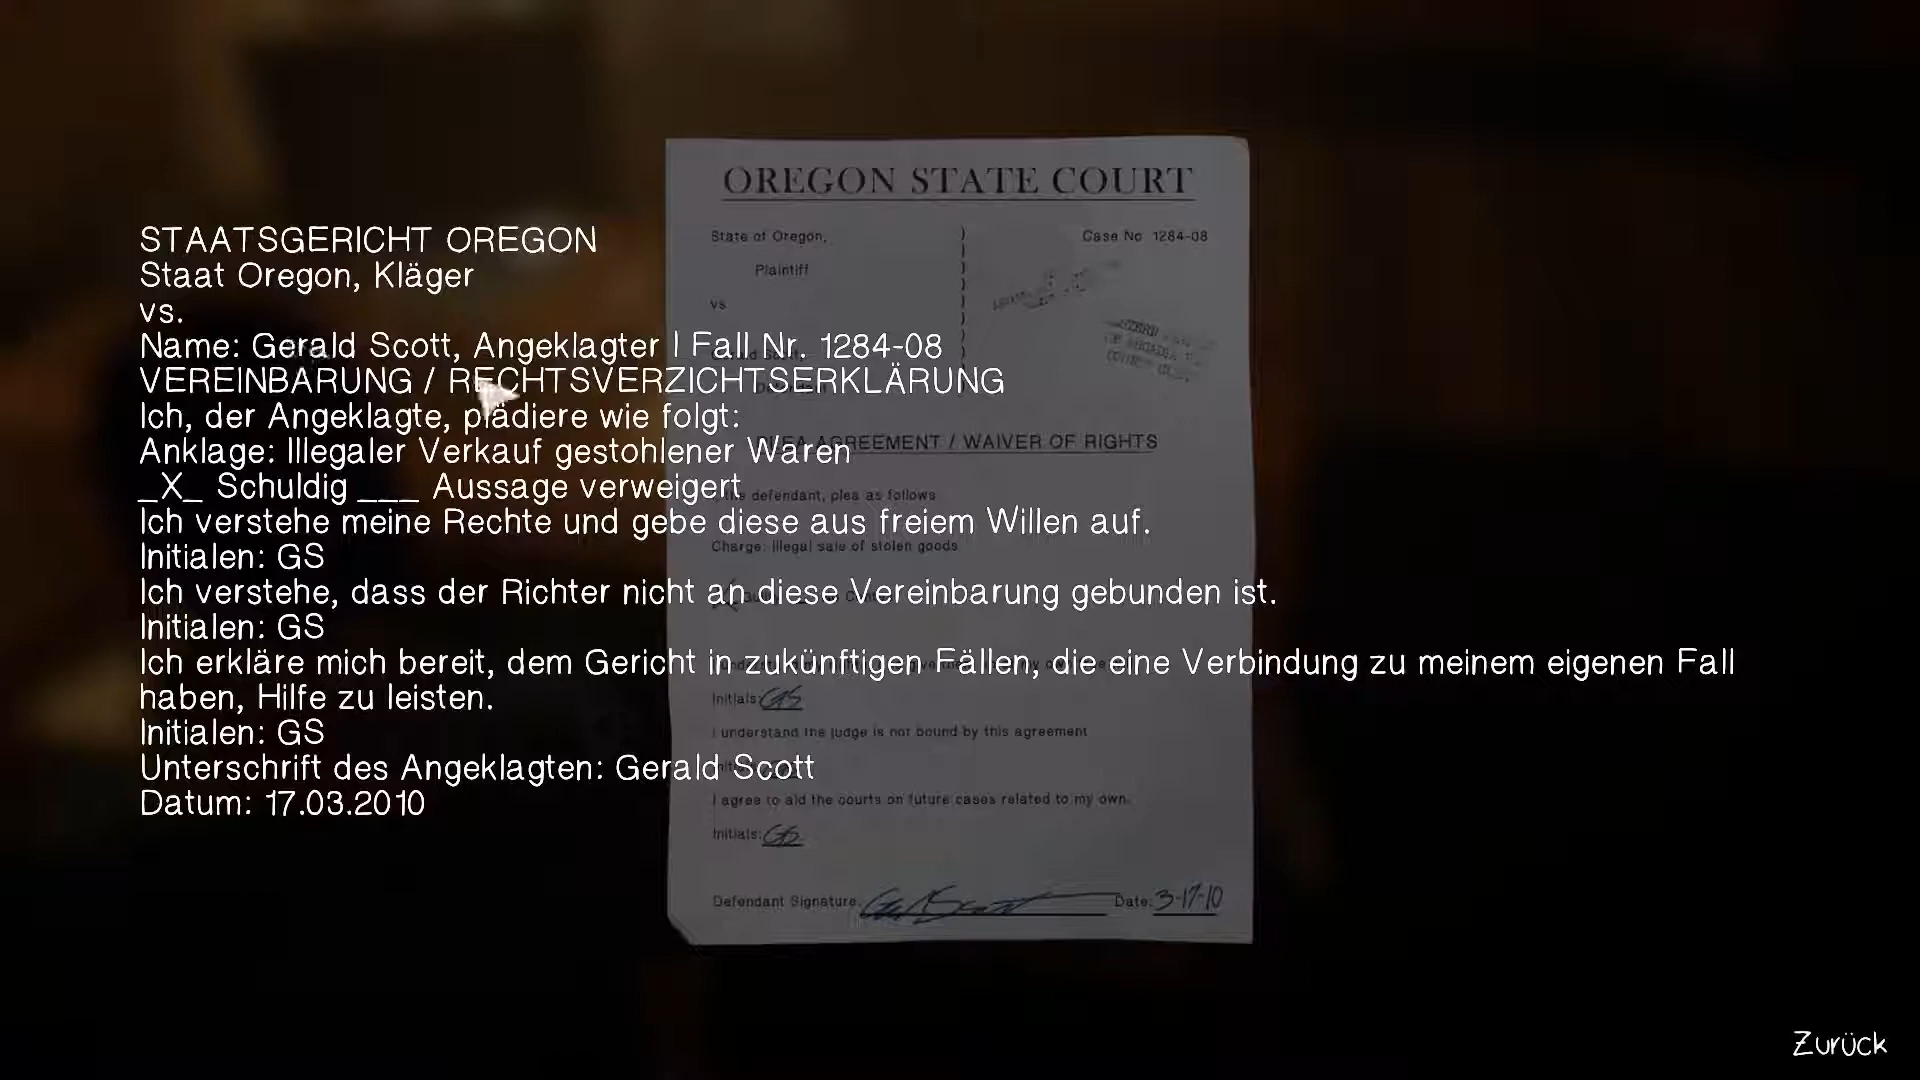 STAATSGERICHT OREGON
Staat Oregon, Kläger
vs.
Name: Gerald Scott, Angeklagter | Fall Nr. 1284-08
VEREINBARUNG / RECHTSVERZICHTSERKLÄRUNG
Ich, der Angeklagte, plädiere wie folgt:
Anklage: Illegaler Verkauf gestohlener Waren
_X_ Schuldig ___ Aussage verweigert
Ich verstehe meine Rechte und gebe diese aus freiem Willen auf.
Initialen: GS
Ich verstehe, dass der Richter nicht an diese Vereinbarung gebunden ist.
Initialen: GS
Ich erkläre mich bereit, dem Gericht in zukünftigen Fällen, die eine Verbindung zu meinem eigenen Fall
haben, Hilfe zu leisten.
Initialen: GS
Unterschrift des Angeklagten: Gerald Scott
Datum: 17.03.2010
OREGON STATE COURT
State of Oregon,
Case No 1284-08
Plaintiff
vs
AGREEMENT / WAIVER OF RIGHTS
defendant, plea as follows
Charge: Illegal sale of stolen goods
Initials: GS
I understand the judge is not bound by this agreement
I agree to aid the courts on future cases related to my own.
Initials: GS
Defendant Signature: Date: 3-17-10
Zurück